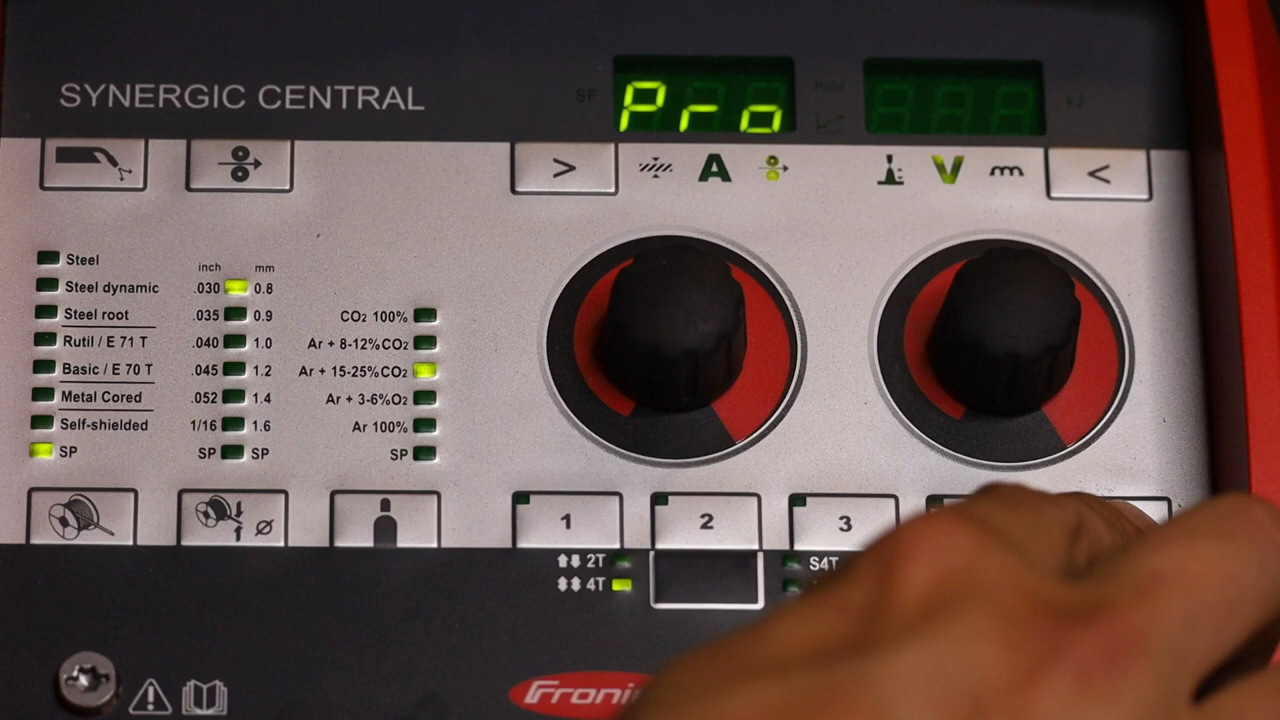 SYNERGIC CENTRAL
SF
Pro
Hold
kJ
>
A
V
<
Steel
inch mm
Steel dynamic .030 0.8
Steel root .035 0.9 CO₂ 100%
Rutil / E 71 T .040 1.0 Ar + 8-12%CO₂
Basic / E 70 T .045 1.2 Ar + 15-25%CO₂
Metal Cored .052 1.4 Ar + 3-6%O₂
Self-shielded 1/16 1.6 Ar 100%
SP SP SP SP
Ø
1 2 3
2T S4T
4T